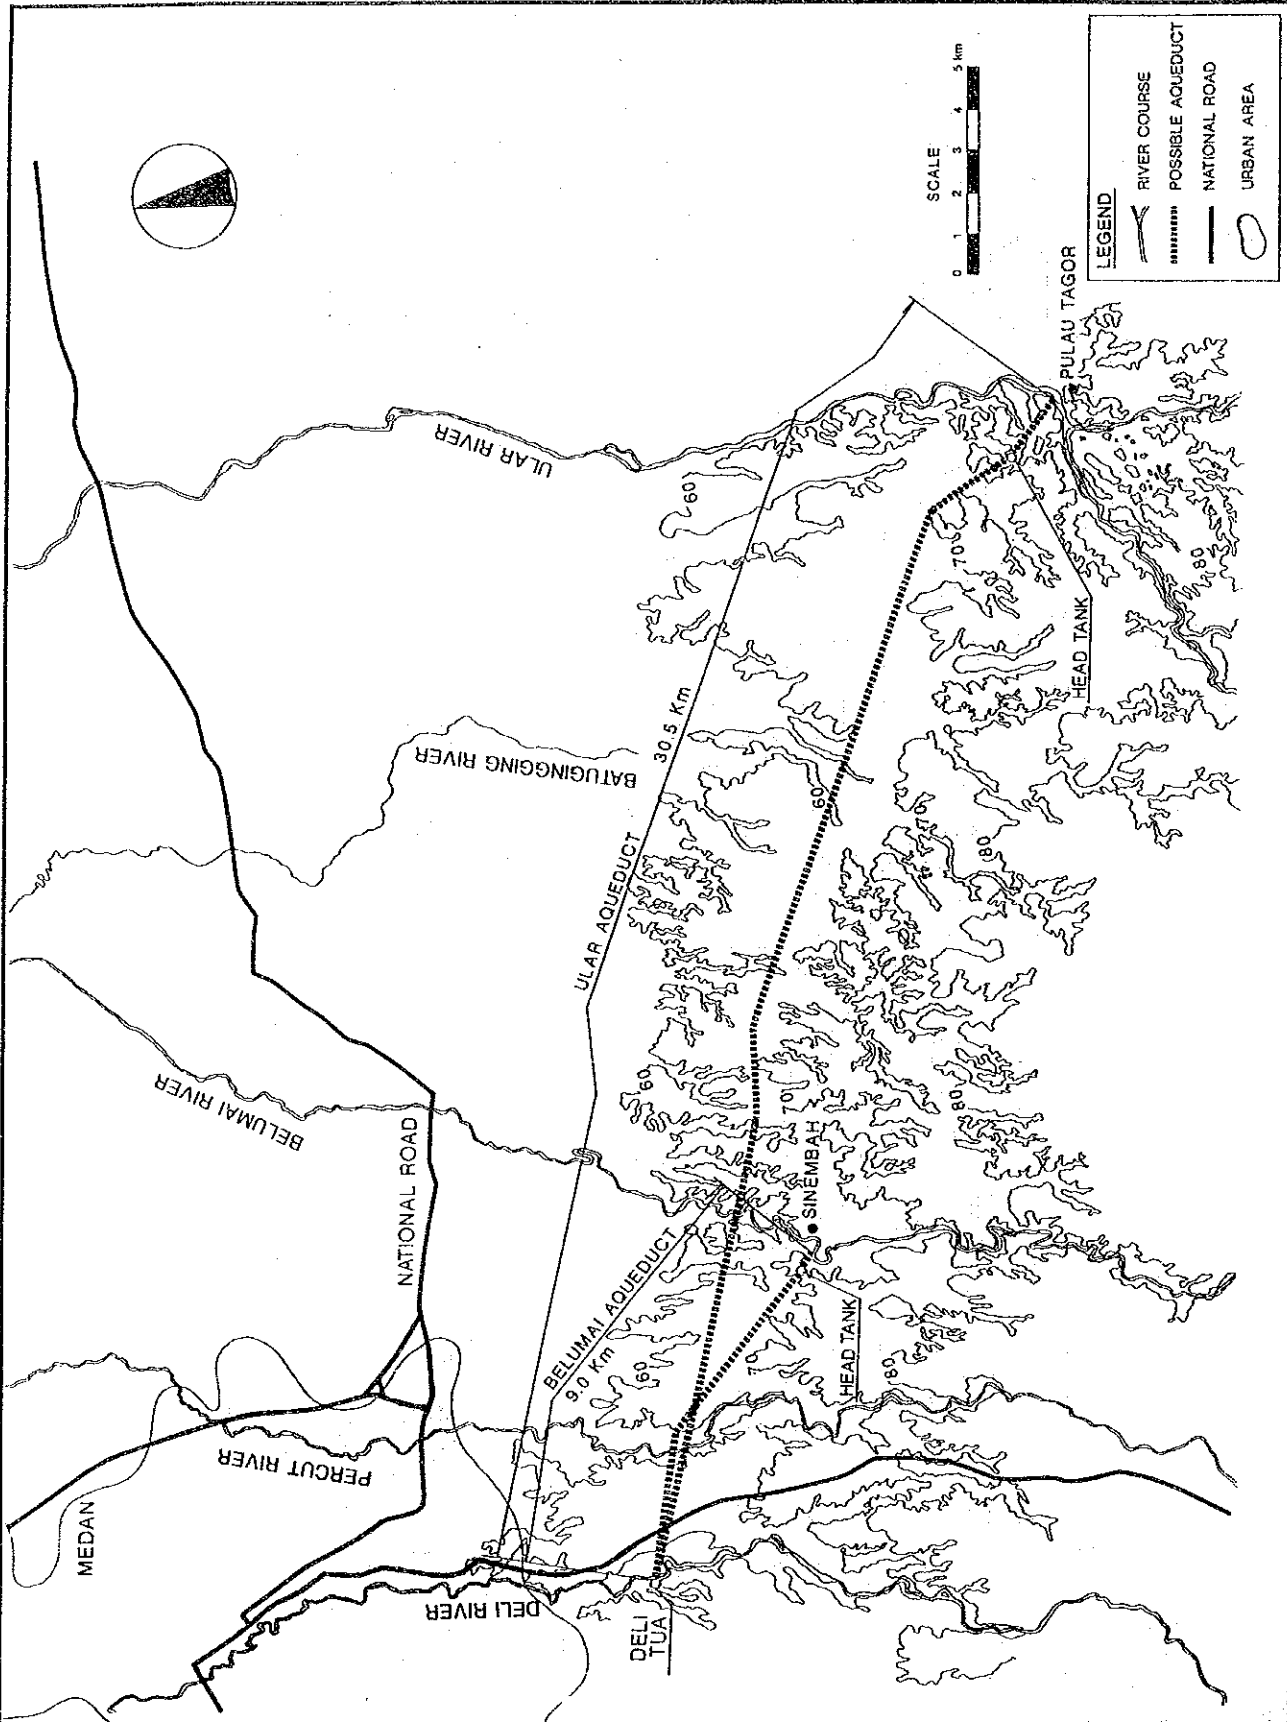 MEDAN
PERCUT RIVER
DELI RIVER
DELI
TUA
NATIONAL ROAD
BELUMAI RIVER
BATUGINGGING RIVER
ULAR RIVER
ULAR AQUEDUCT 30.5 Km
BELUMAI AQUEDUCT
9.0 Km
SINEMBAH
HEAD TANK
HEAD TANK
PULAU TAGOR
60
60
60
60
70
70
70
70
80
80
80
80
SCALE
0 1 2 3 4 5 km
LEGEND
RIVER COURSE
POSSIBLE AQUEDUCT
NATIONAL ROAD
URBAN AREA